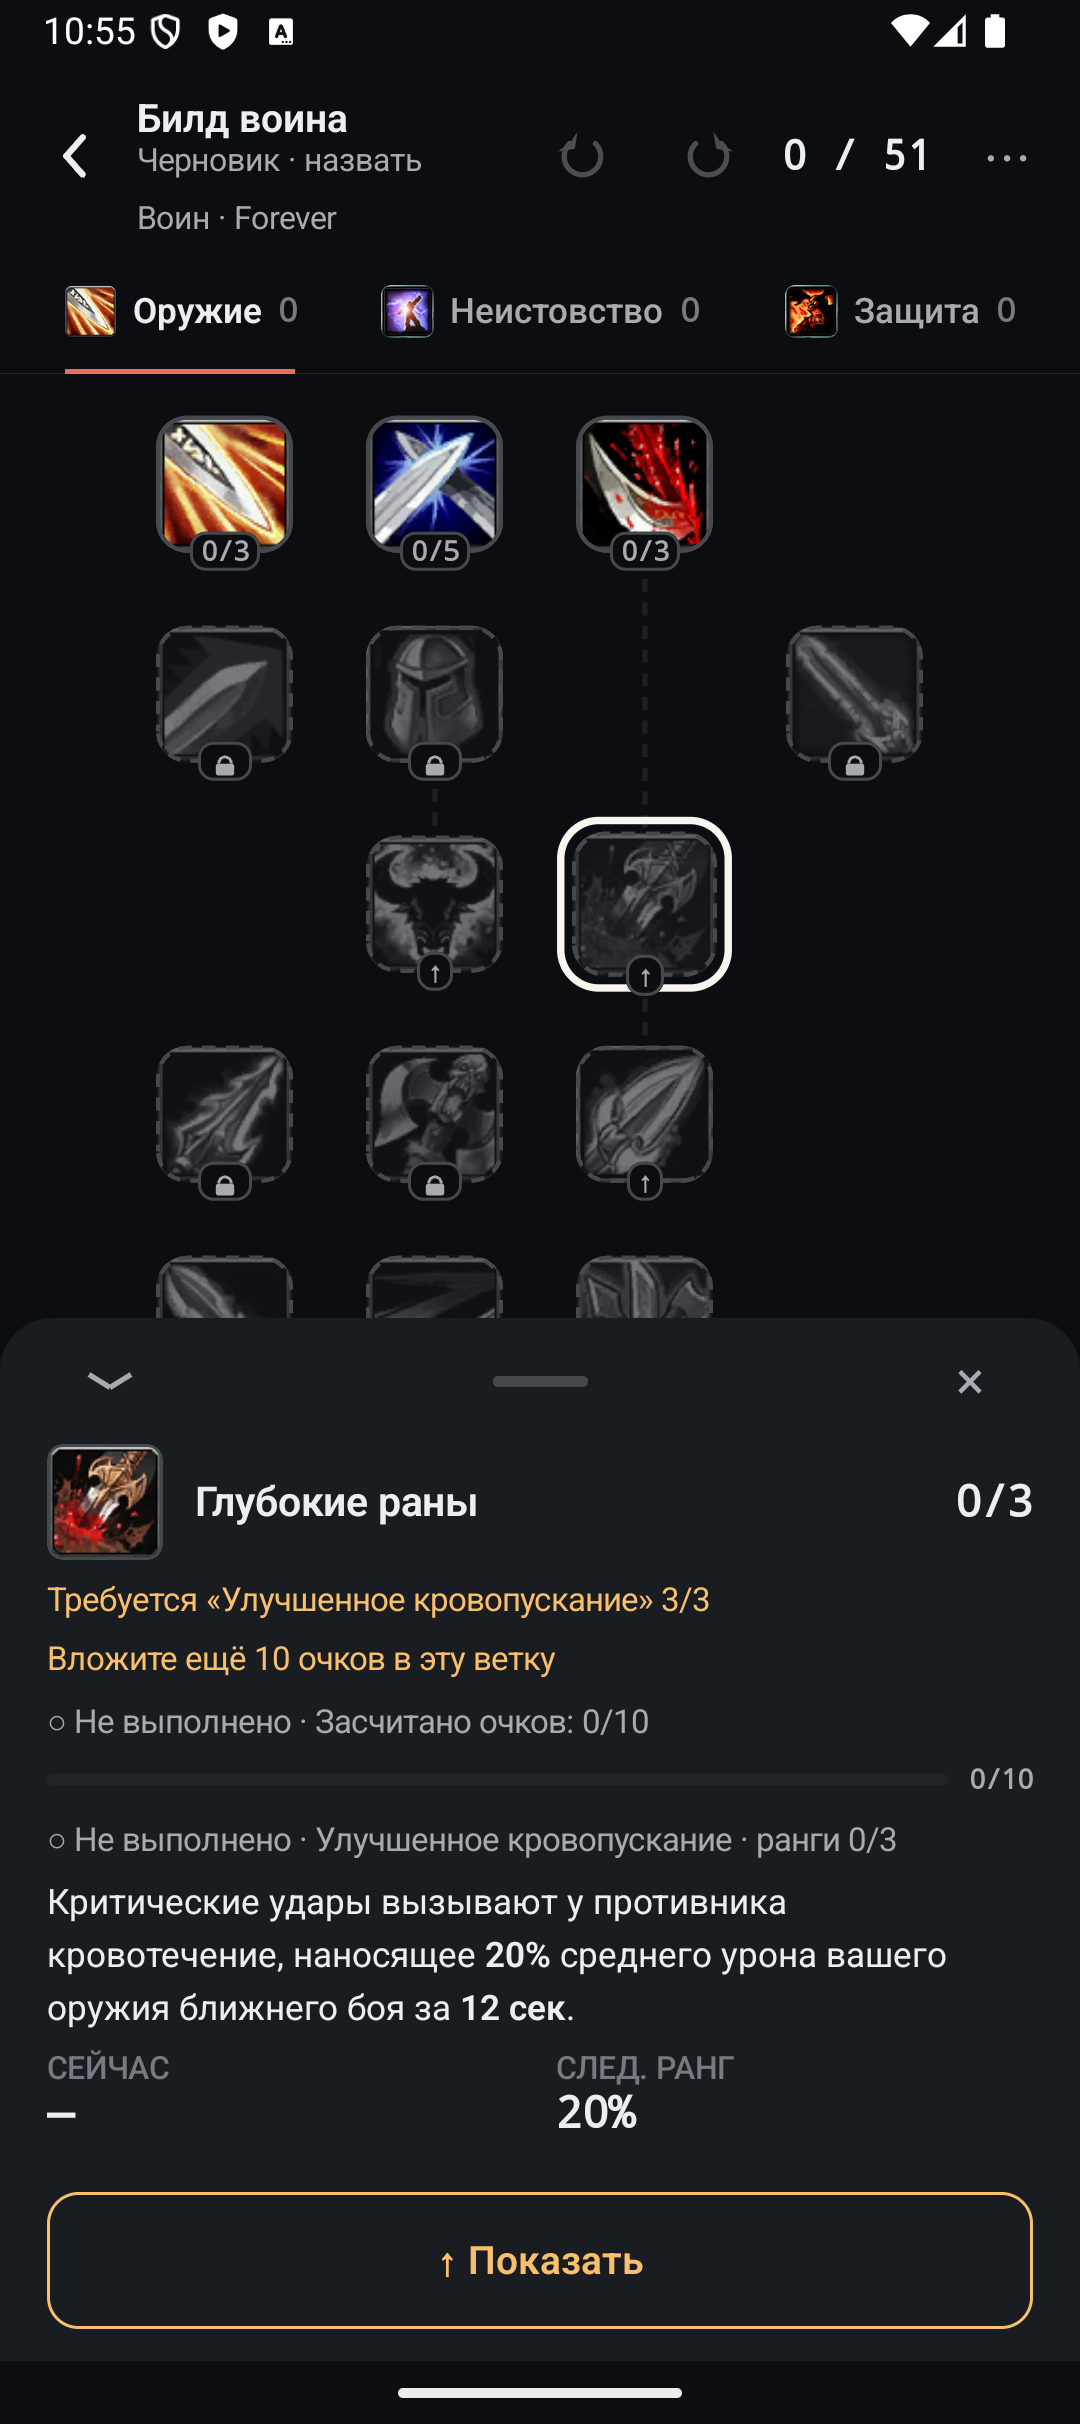 10:55
Билд воина
Черновик · назвать
0 / 51
Воин · Forever
Оружие 0
Неистовство 0
Защита 0
0/3
0/5
0/3
Глубокие раны
0/3
Требуется «Улучшенное кровопускание» 3/3
Вложите ещё 10 очков в эту ветку
○ Не выполнено · Засчитано очков: 0/10
0/10
○ Не выполнено · Улучшенное кровопускание · ранги 0/3
Критические удары вызывают у противника
кровотечение, наносящее 20% среднего урона вашего
оружия ближнего боя за 12 сек.
СЕЙЧАС
СЛЕД. РАНГ
–
20%
↑ Показать